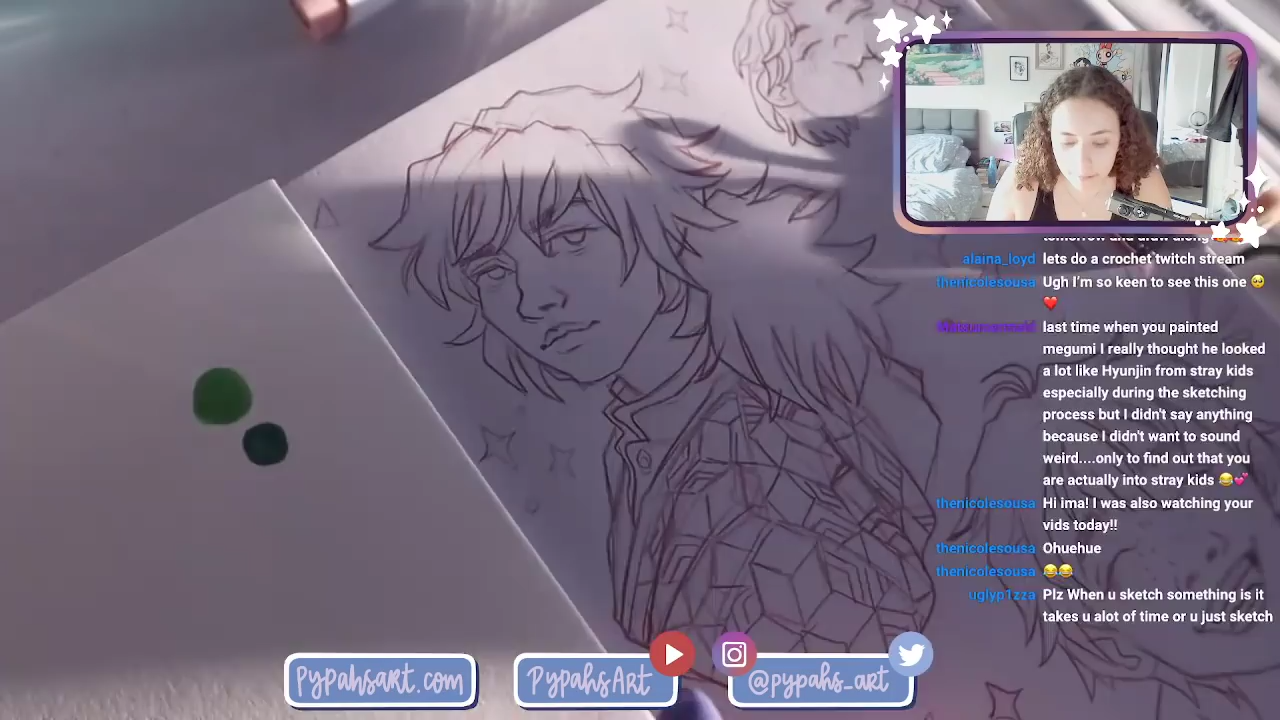 alaina_loyd lets do a crochet twitch stream
thenicolesousa Ugh I'm so keen to see this one 🥺
❤️
last time when you painted
megumi I really thought he looked
a lot like Hyunjin from stray kids
especially during the sketching
process but I didn't say anything
because I didn't want to sound
weird....only to find out that you
are actually into stray kids 😂💕
thenicolesousa Hi ima! I was also watching your
vids today!!
thenicolesousa Ohuehue
thenicolesousa 😂😂
uglyp1zza Plz When u sketch something is it
takes u alot of time or u just sketch
Pypahsart.com
PypahsArt
@pypahs_art